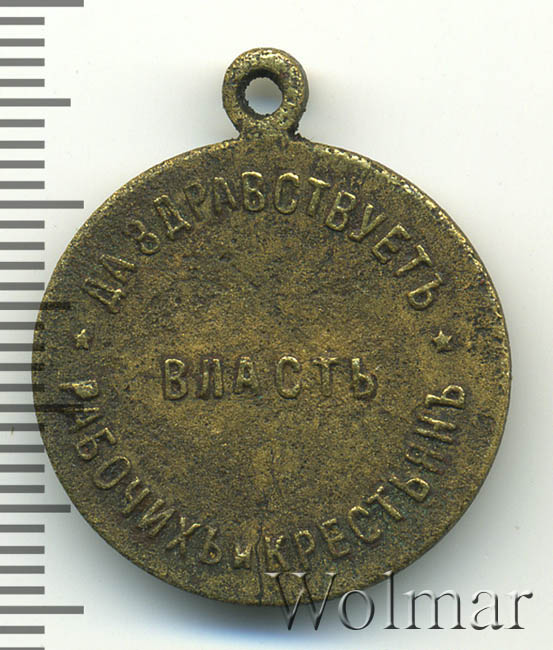 ДА ЗДРАВСТВУЕТЪ
ВЛАСТЬ
РАБОЧИХЪ и КРЕСТЬЯНЪ
Wolmar